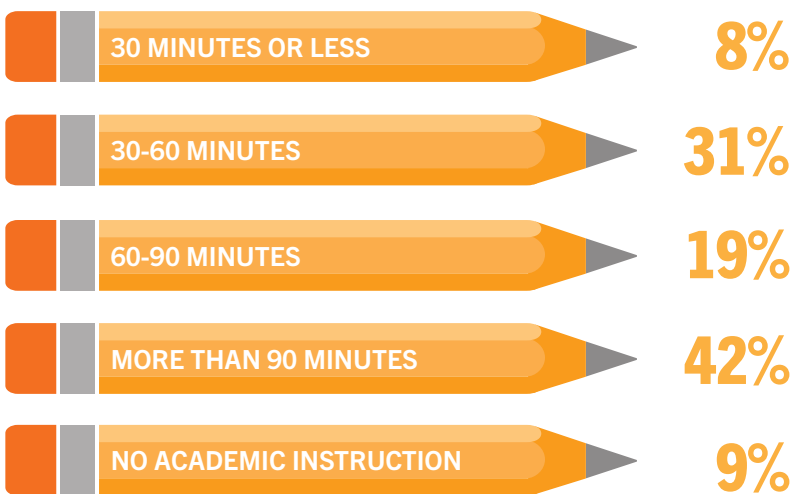 30 MINUTES OR LESS 8%
30-60 MINUTES 31%
60-90 MINUTES 19%
MORE THAN 90 MINUTES 42%
NO ACADEMIC INSTRUCTION 9%